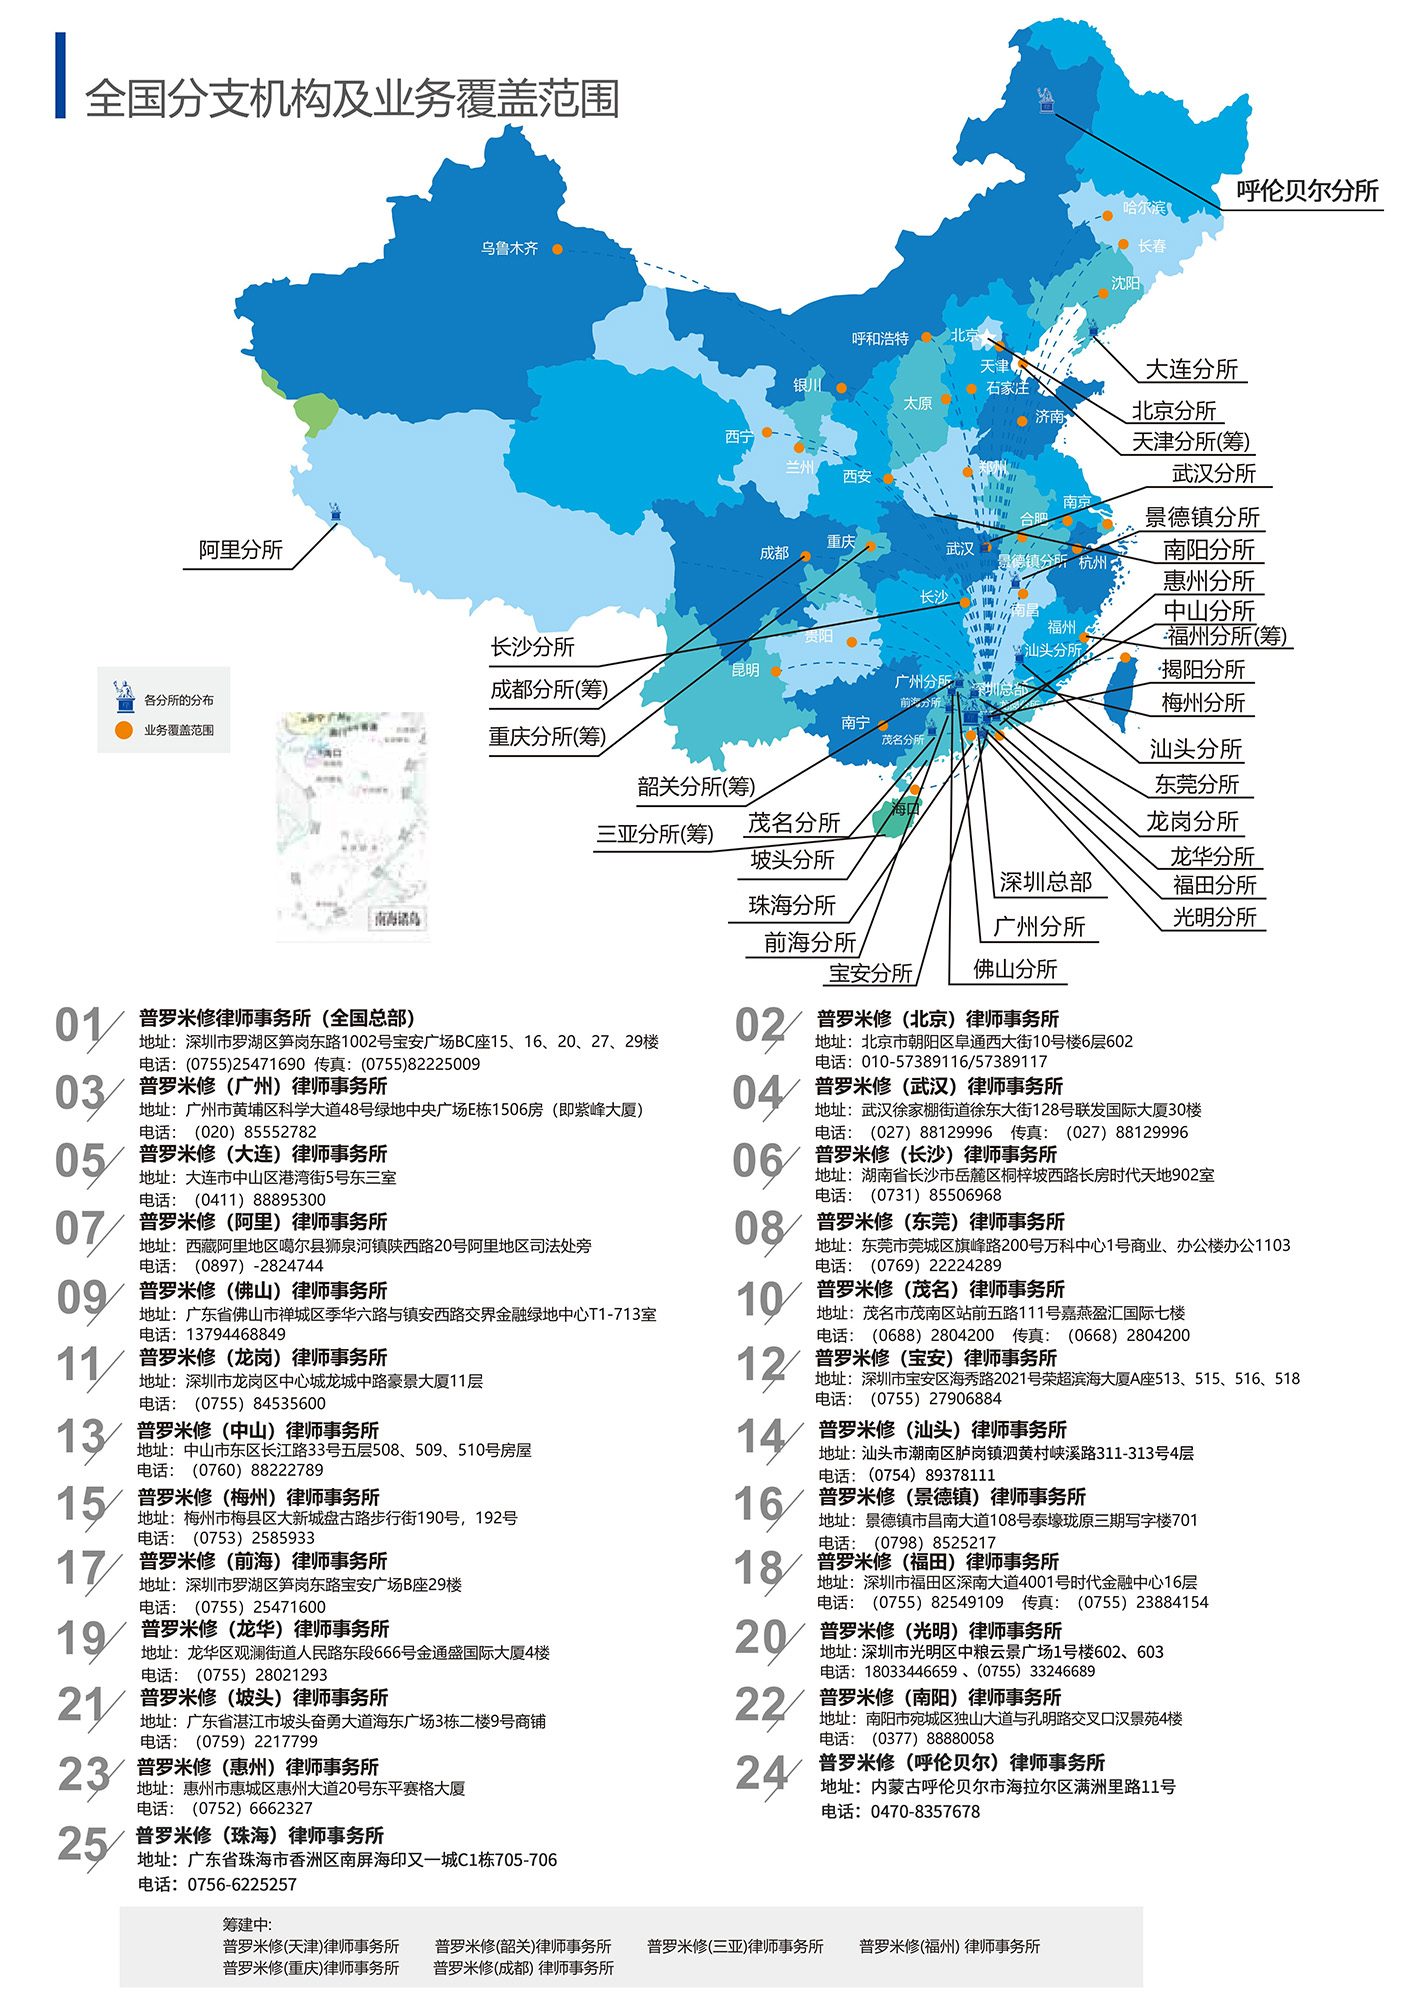 全国分支机构及业务覆盖范围
呼伦贝尔分所
哈尔滨
长春
乌鲁木齐
沈阳
呼和浩特
北京
天津
大连分所
银川
石家庄
太原
济南
北京分所
西宁
天津分所(筹)
兰州
郑州
西安
武汉分所
南京
合肥
景德镇分所
阿里分所
成都
重庆
武汉
景德镇分所
杭州
南阳分所
惠州分所
长沙
南昌
中山分所
福州
福州分所(筹)
长沙分所
贵阳
汕头分所
昆明
揭阳分所
广州分所
深圳总部
成都分所(筹)
前海分所
梅州分所
各分所的分布
业务覆盖范围
南宁
茂名分所
重庆分所(筹)
汕头分所
韶关分所(筹)
东莞分所
海口
三亚分所(筹)
茂名分所
龙岗分所
坡头分所
龙华分所
深圳总部
福田分所
珠海分所
光明分所
南海诸岛
广州分所
前海分所
宝安分所
佛山分所
01
普罗米修律师事务所（全国总部）
地址：深圳市罗湖区笋岗东路1002号宝安广场BC座15、16、20、27、29楼
电话：(0755)25471690 传真：(0755)82225009
02
普罗米修（北京）律师事务所
地址：北京市朝阳区阜通西大街10号楼6层602
电话：010-57389116/57389117
03
普罗米修（广州）律师事务所
地址：广州市黄埔区科学大道48号绿地中央广场E栋1506房（即紫峰大厦）
电话：（020）85552782
04
普罗米修（武汉）律师事务所
地址：武汉徐家棚街道徐东大街128号联发国际大厦30楼
电话：（027）88129996 传真：（027）88129996
05
普罗米修（大连）律师事务所
地址：大连市中山区港湾街5号东三室
电话：（0411）88895300
06
普罗米修（长沙）律师事务所
地址：湖南省长沙市岳麓区桐梓坡西路长房时代天地902室
电话：（0731）85506968
07
普罗米修（阿里）律师事务所
地址：西藏阿里地区噶尔县狮泉河镇陕西路20号阿里地区司法处旁
电话：（0897）-2824744
08
普罗米修（东莞）律师事务所
地址：东莞市莞城区旗峰路200号万科中心1号商业、办公楼办公1103
电话：（0769）22224289
09
普罗米修（佛山）律师事务所
地址：广东省佛山市禅城区季华六路与镇安西路交界金融绿地中心T1-713室
电话：13794468849
10
普罗米修（茂名）律师事务所
地址：茂名市茂南区站前五路111号嘉燕盈汇国际七楼
电话：（0688）2804200 传真：（0668）2804200
11
普罗米修（龙岗）律师事务所
地址：深圳市龙岗区中心城龙城中路豪景大厦11层
电话：（0755）84535600
12
普罗米修（宝安）律师事务所
地址：深圳市宝安区海秀路2021号荣超滨海大厦A座513、515、516、518
电话：（0755）27906884
13
普罗米修（中山）律师事务所
地址：中山市东区长江路33号五层508、509、510号房屋
电话：（0760）88222789
14
普罗米修（汕头）律师事务所
地址：汕头市潮南区胪岗镇泗黄村峡溪路311-313号4层
电话：（0754）89378111
15
普罗米修（梅州）律师事务所
地址：梅州市梅县区大新城盘古路步行街190号，192号
电话：（0753）2585933
16
普罗米修（景德镇）律师事务所
地址：景德镇市昌南大道108号泰壕珑原三期写字楼701
电话：（0798）8525217
17
普罗米修（前海）律师事务所
地址：深圳市罗湖区笋岗东路宝安广场B座29楼
电话：（0755）25471600
18
普罗米修（福田）律师事务所
地址：深圳市福田区深南大道4001号时代金融中心16层
电话：（0755）82549109 传真：（0755）23884154
19
普罗米修（龙华）律师事务所
地址：龙华区观澜街道人民路东段666号金通盛国际大厦4楼
电话：（0755）28021293
20
普罗米修（光明）律师事务所
地址：深圳市光明区中粮云景广场1号楼602、603
电话：18033446659 、（0755）33246689
21
普罗米修（坡头）律师事务所
地址：广东省湛江市坡头奋勇大道海东广场3栋二楼9号商铺
电话：（0759）2217799
22
普罗米修（南阳）律师事务所
地址：南阳市宛城区独山大道与孔明路交叉口汉景苑4楼
电话：（0377）88880058
23
普罗米修（惠州）律师事务所
地址：惠州市惠城区惠州大道20号东平赛格大厦
电话：（0752）6662327
24
普罗米修（呼伦贝尔）律师事务所
地址：内蒙古呼伦贝尔市海拉尔区满洲里路11号
电话：0470-8357678
25
普罗米修（珠海）律师事务所
地址：广东省珠海市香洲区南屏海印又一城C1栋705-706
电话：0756-6225257
筹建中:
普罗米修(天津)律师事务所 普罗米修(韶关)律师事务所 普罗米修(三亚)律师事务所 普罗米修(福州) 律师事务所
普罗米修(重庆)律师事务所 普罗米修(成都) 律师事务所